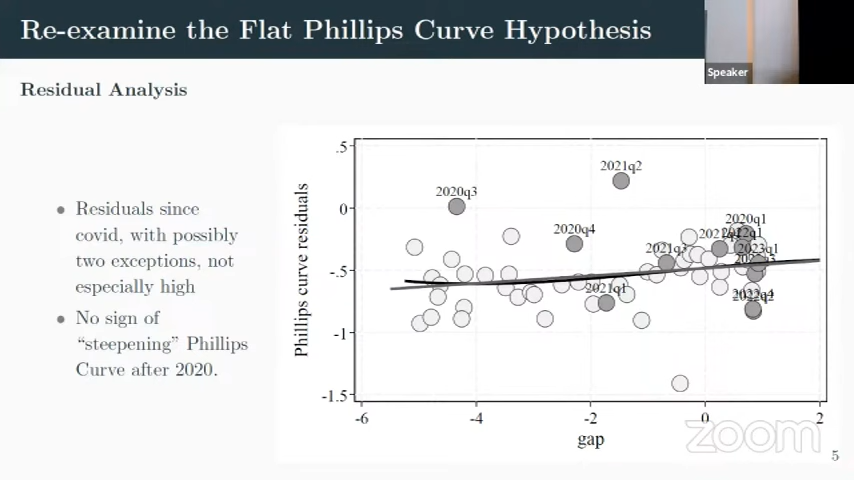 Re-examine the Flat Phillips Curve Hypothesis
Speaker
Residual Analysis
• Residuals since
covid, with possibly
two exceptions, not
especially high
• No sign of
“steepening” Phillips
Curve after 2020.
Phillips curve residuals
.5
0
-.5
-1
-1.5
2021q2
2020q3
2020q4
2020q1
2023q1
2021q3
2021q1
2022q4
-6
-4
-2
0
2
gap
zoom
5